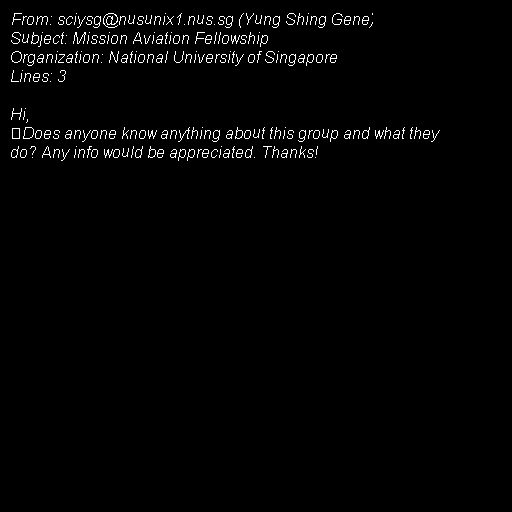 From: sciysg@nusunix1.nus.sg (Yung Shing Gene)
Subject: Mission Aviation Fellowship
Organization: National University of Singapore
Lines: 3

Hi,
Does anyone know anything about this group and what they
do? Any info would be appreciated. Thanks!